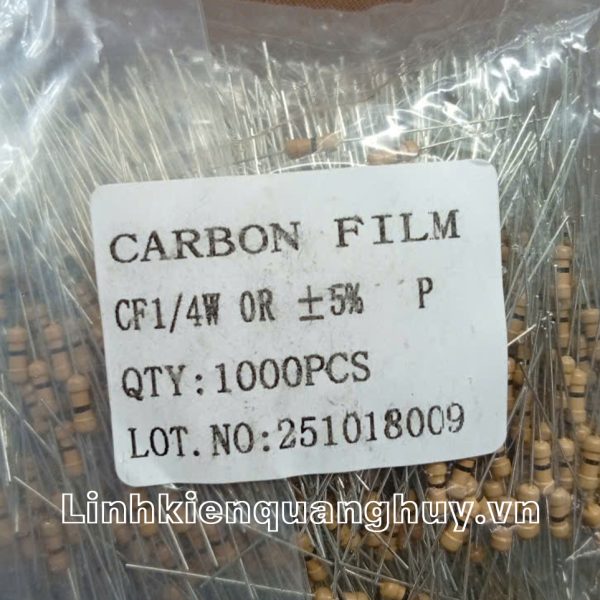 CARBON FILM
CF1/4W 0R ±5% P
QTY:1000PCS
LOT.NO:251018009
Linhkienquanghuy.vn